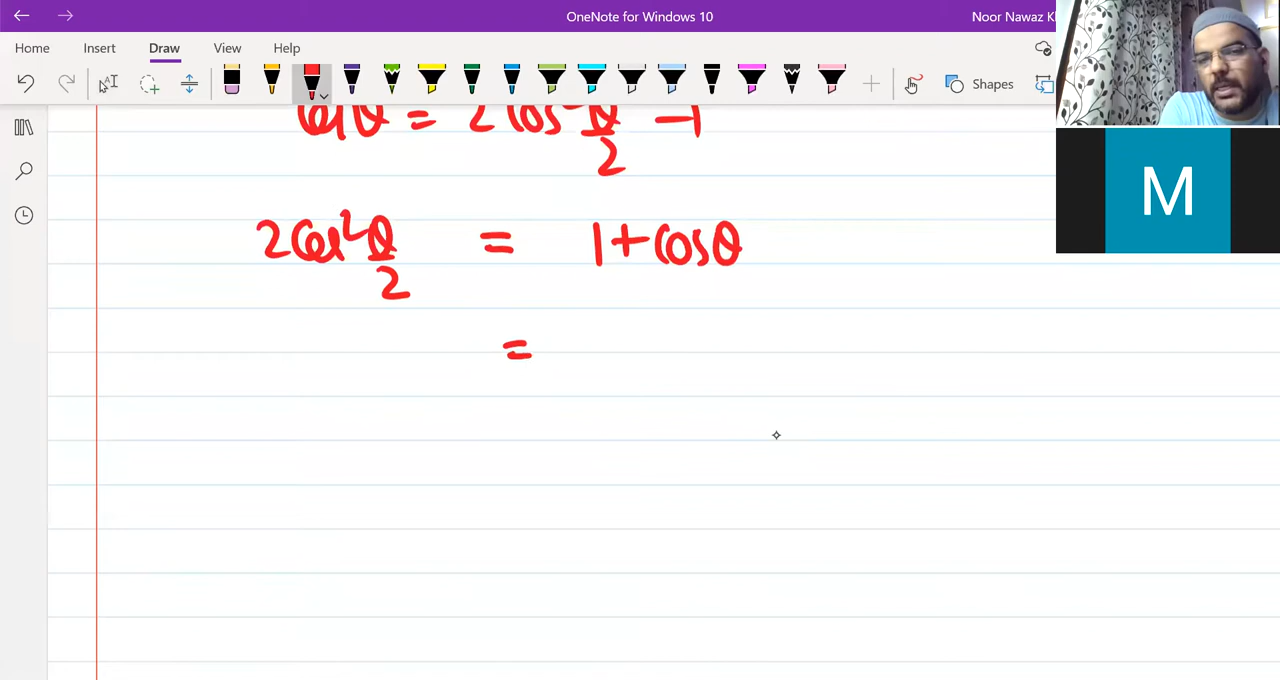 OneNote for Windows 10
Noor Nawaz K
Home Insert Draw View Help
Shapes
M
cosθ = 2cos²θ/2 - 1
2cos²θ/2 = 1+cosθ
=